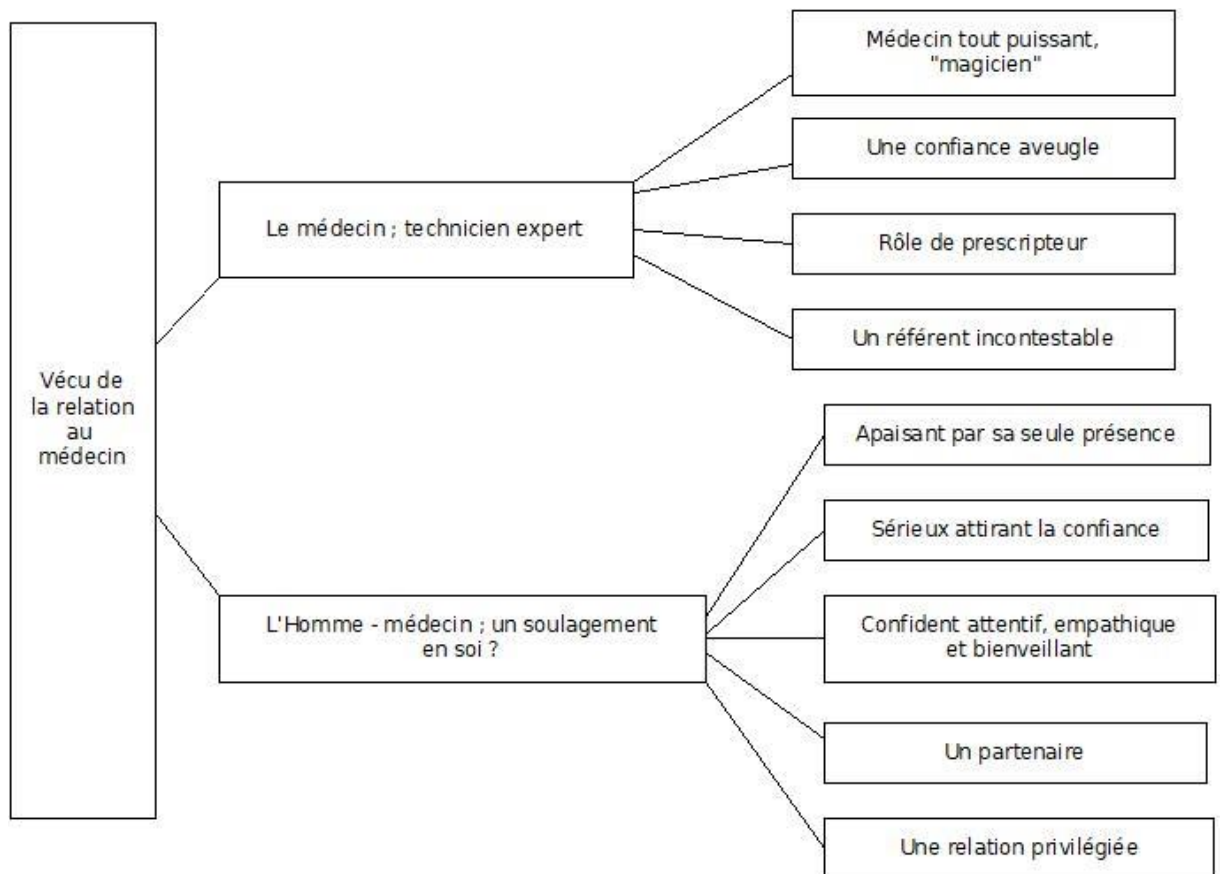 Vécu de
la relation
au
médecin
Le médecin ; technicien expert
Médecin tout puissant,
"magicien"
Une confiance aveugle
Rôle de prescripteur
Un référent incontestable
L'Homme - médecin ; un soulagement
en soi ?
Apaisant par sa seule présence
Sérieux attirant la confiance
Confident attentif, empathique
et bienveillant
Un partenaire
Une relation privilégiée